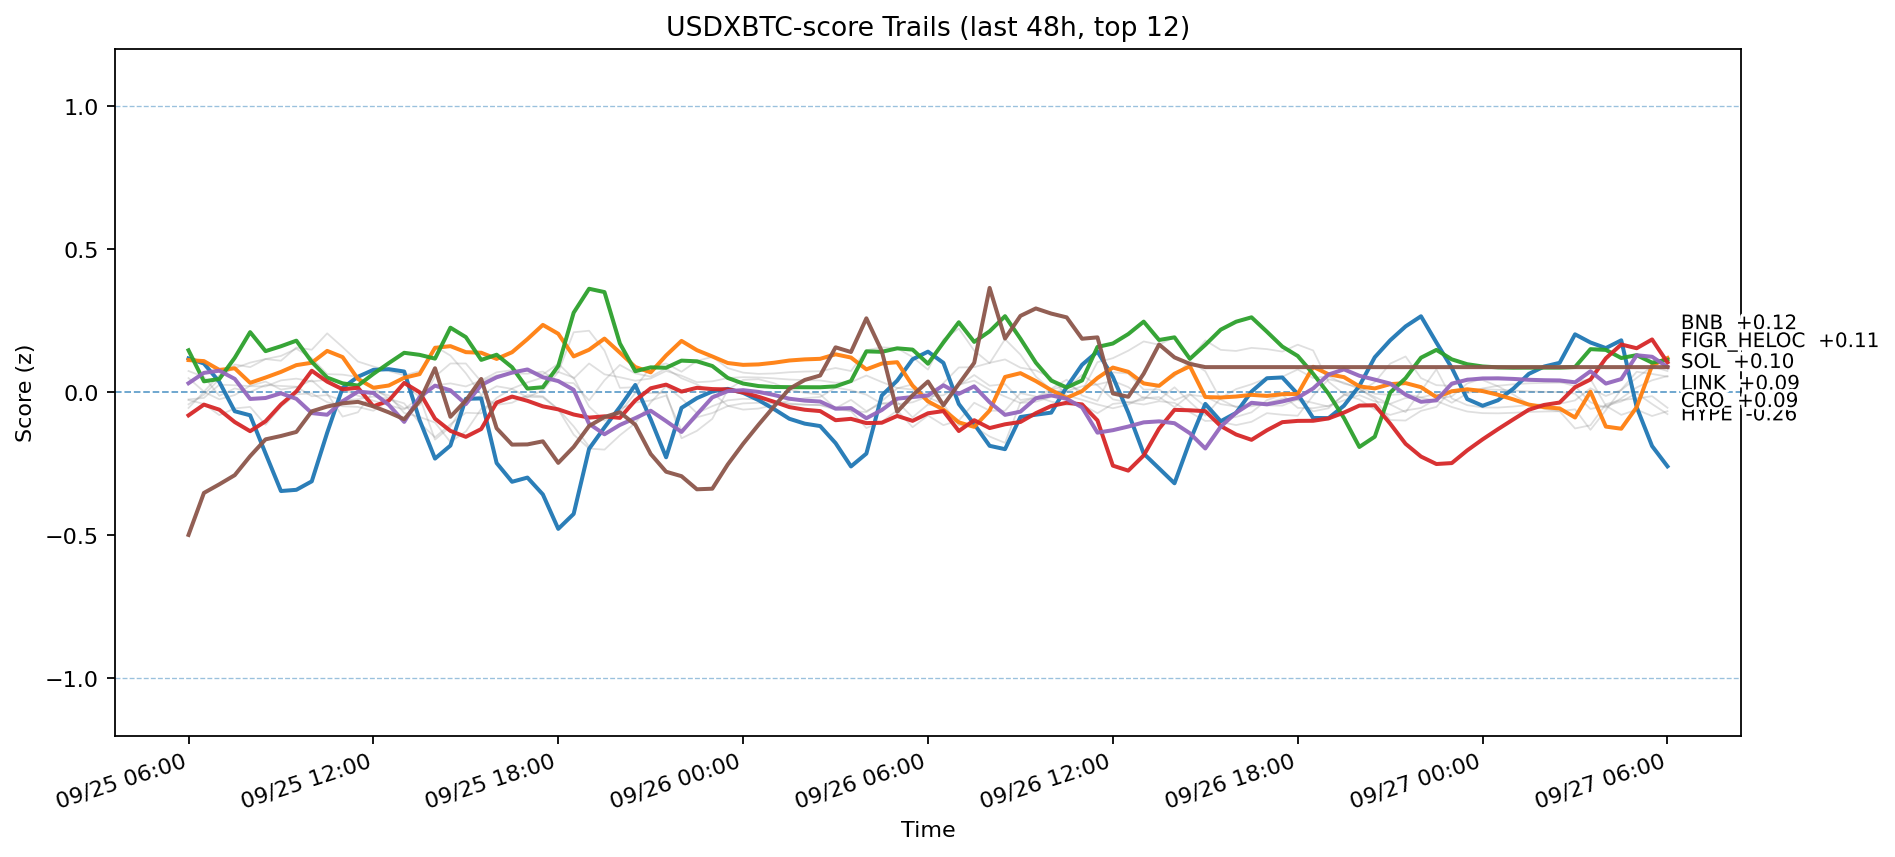 USDXBTC-score Trails (last 48h, top 12)
Score (z)
1.0
0.5
0.0
−0.5
−1.0
BNB +0.12
FIGR_HELOC +0.11
SOL +0.10
LINK +0.09
CRO +0.09
HYPE -0.26
09/25 06:00
09/25 12:00
09/25 18:00
09/26 00:00
09/26 06:00
09/26 12:00
09/26 18:00
09/27 00:00
09/27 06:00
Time